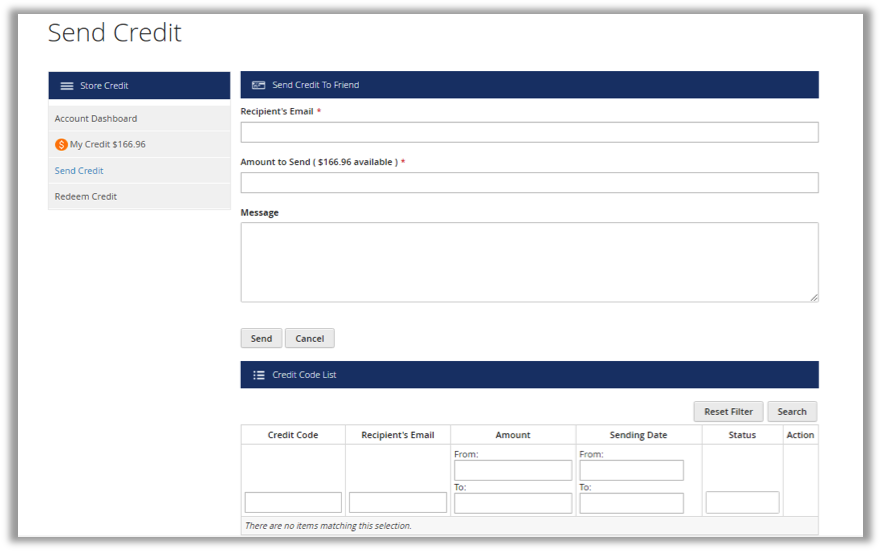 Send Credit
Store Credit
Account Dashboard
$ My Credit $166.96
Send Credit
Redeem Credit
Send Credit To Friend
Recipient's Email *
Amount to Send ( $166.96 available ) *
Message
Send Cancel
Credit Code List
Reset Filter Search
Credit Code Recipient's Email Amount Sending Date Status Action
From: From:
To: To:
There are no items matching this selection.